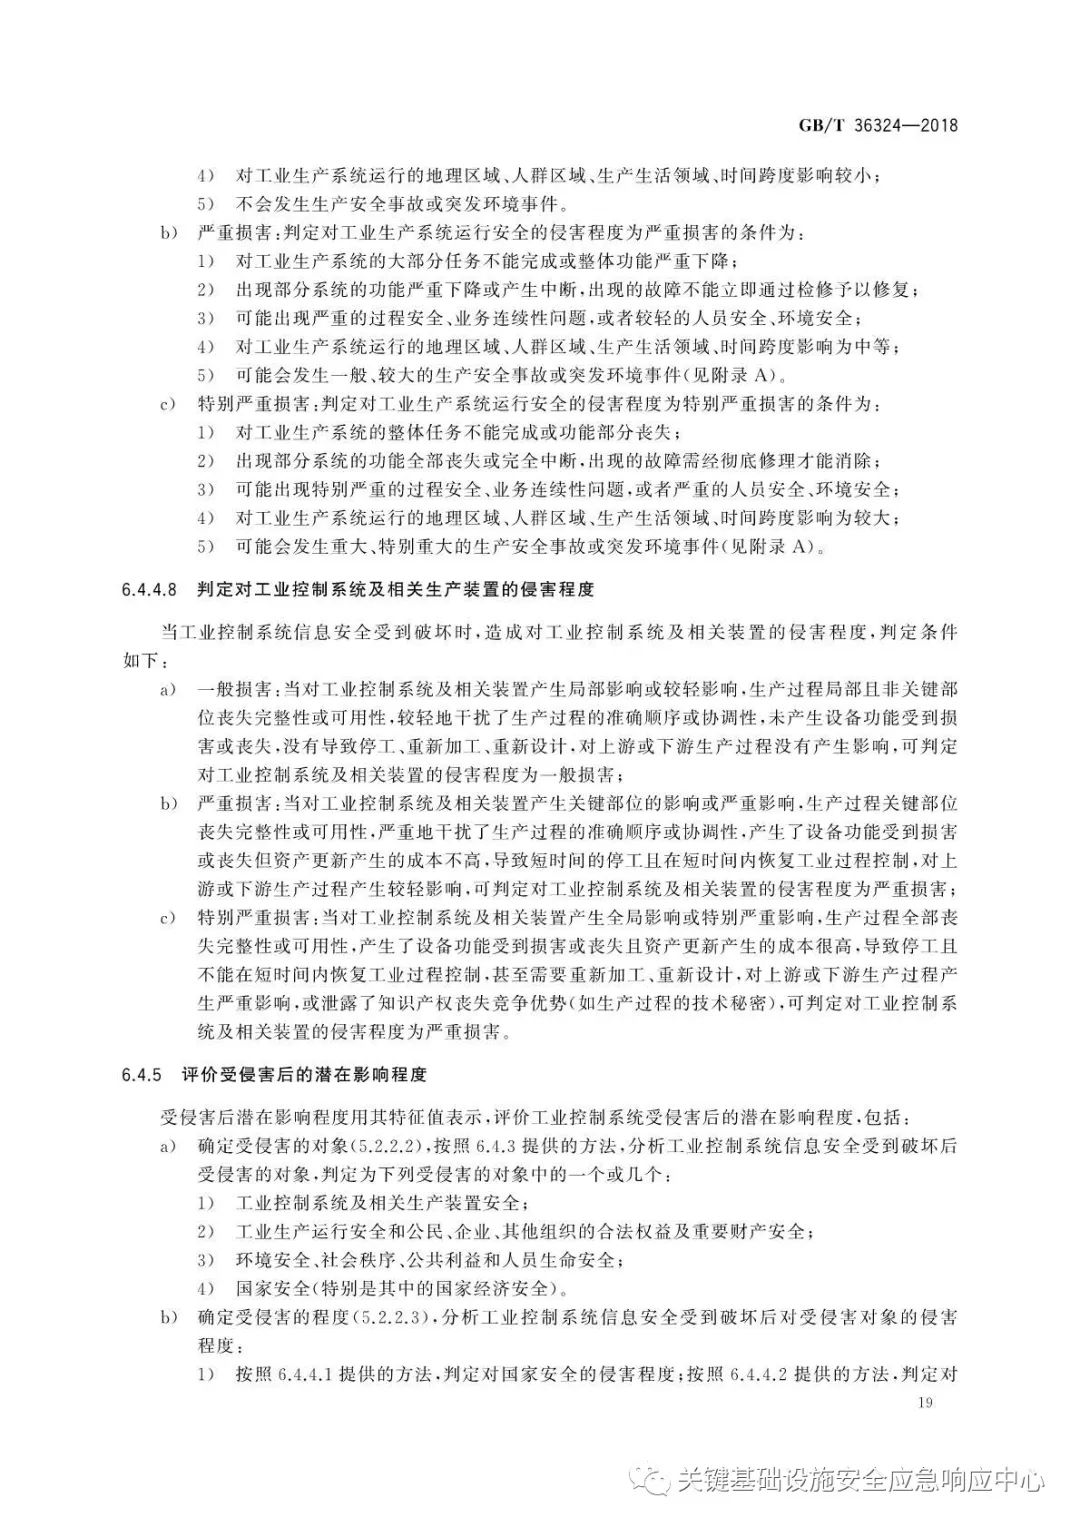 GB/T 36324—2018
4) 对工业生产系统运行的地理区域、人群区域、生产生活领域、时间跨度影响较小;
5) 不会发生生产安全事故或突发环境事件。
b) 严重损害:判定对工业生产系统运行安全的侵害程度为严重损害的条件为:
1) 对工业生产系统的大部分任务不能完成或整体功能严重下降;
2) 出现部分系统的功能严重下降或产生中断,出现的故障不能立即通过检修予以修复;
3) 可能出现严重的过程安全、业务连续性问题,或者较轻的人员安全、环境安全;
4) 对工业生产系统运行的地理区域、人群区域、生产生活领域、时间跨度影响为中等;
5) 可能会发生一般、较大的生产安全事故或突发环境事件(见附录 A)。
c) 特别严重损害:判定对工业生产系统运行安全的侵害程度为特别严重损害的条件为:
1) 对工业生产系统的整体任务不能完成或功能部分丧失;
2) 出现部分系统的功能全部丧失或完全中断,出现的故障需经彻底修理才能消除;
3) 可能出现特别严重的过程安全、业务连续性问题,或者严重的人员安全、环境安全;
4) 对工业生产系统运行的地理区域、人群区域、生产生活领域、时间跨度影响为较大;
5) 可能会发生重大、特别重大的生产安全事故或突发环境事件(见附录 A)。
6.4.4.8 判定对工业控制系统及相关生产装置的侵害程度
当工业控制系统信息安全受到破坏时,造成对工业控制系统及相关装置的侵害程度,判定条件
如下:
a) 一般损害:当对工业控制系统及相关装置产生局部影响或较轻影响,生产过程局部且非关键部
位丧失完整性或可用性,较轻地干扰了生产过程的准确顺序或协调性,未产生设备功能受到损
害或丧失,没有导致停工、重新加工、重新设计,对上游或下游生产过程没有产生影响,可判定
对工业控制系统及相关装置的侵害程度为一般损害;
b) 严重损害:当对工业控制系统及相关装置产生关键部位的影响或严重影响,生产过程关键部位
丧失完整性或可用性,严重地干扰了生产过程的准确顺序或协调性,产生了设备功能受到损害
或丧失但资产更新产生的成本不高,导致短时间的停工且在短时间内恢复工业过程控制,对上
游或下游生产过程产生较轻影响,可判定对工业控制系统及相关装置的侵害程度为严重损害;
c) 特别严重损害:当对工业控制系统及相关装置产生全局影响或特别严重影响,生产过程全部丧
失完整性或可用性,产生了设备功能受到损害或丧失且资产更新产生的成本很高,导致停工且
不能在短时间内恢复工业过程控制,甚至需要重新加工、重新设计,对上游或下游生产过程产
生严重影响,或泄露了知识产权丧失竞争优势(如生产过程的技术秘密),可判定对工业控制系
统及相关装置的侵害程度为严重损害。
6.4.5 评价受侵害后的潜在影响程度
受侵害后潜在影响程度用其特征值表示,评价工业控制系统受侵害后的潜在影响程度,包括:
a) 确定受侵害的对象(5.2.2.2),按照 6.4.3 提供的方法,分析工业控制系统信息安全受到破坏后
受侵害的对象,判定为下列受侵害的对象中的一个或几个:
1) 工业控制系统及相关生产装置安全;
2) 工业生产运行安全和公民、企业、其他组织的合法权益及重要财产安全;
3) 环境安全、社会秩序、公共利益和人员生命安全;
4) 国家安全(特别是其中的国家经济安全)。
b) 确定受侵害的程度(5.2.2.3),分析工业控制系统信息安全受到破坏后对受侵害对象的侵害
程度:
1) 按照 6.4.4.1 提供的方法,判定对国家安全的侵害程度;按照 6.4.4.2 提供的方法,判定对
19
关键基础设施安全应急响应中心